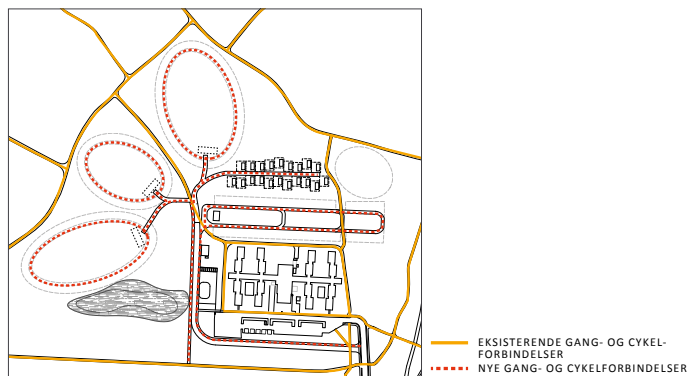 EKSISTERENDE GANG- OG CYKEL-
FORBINDELSER
NYE GANG- OG CYKELFORBINDELSER